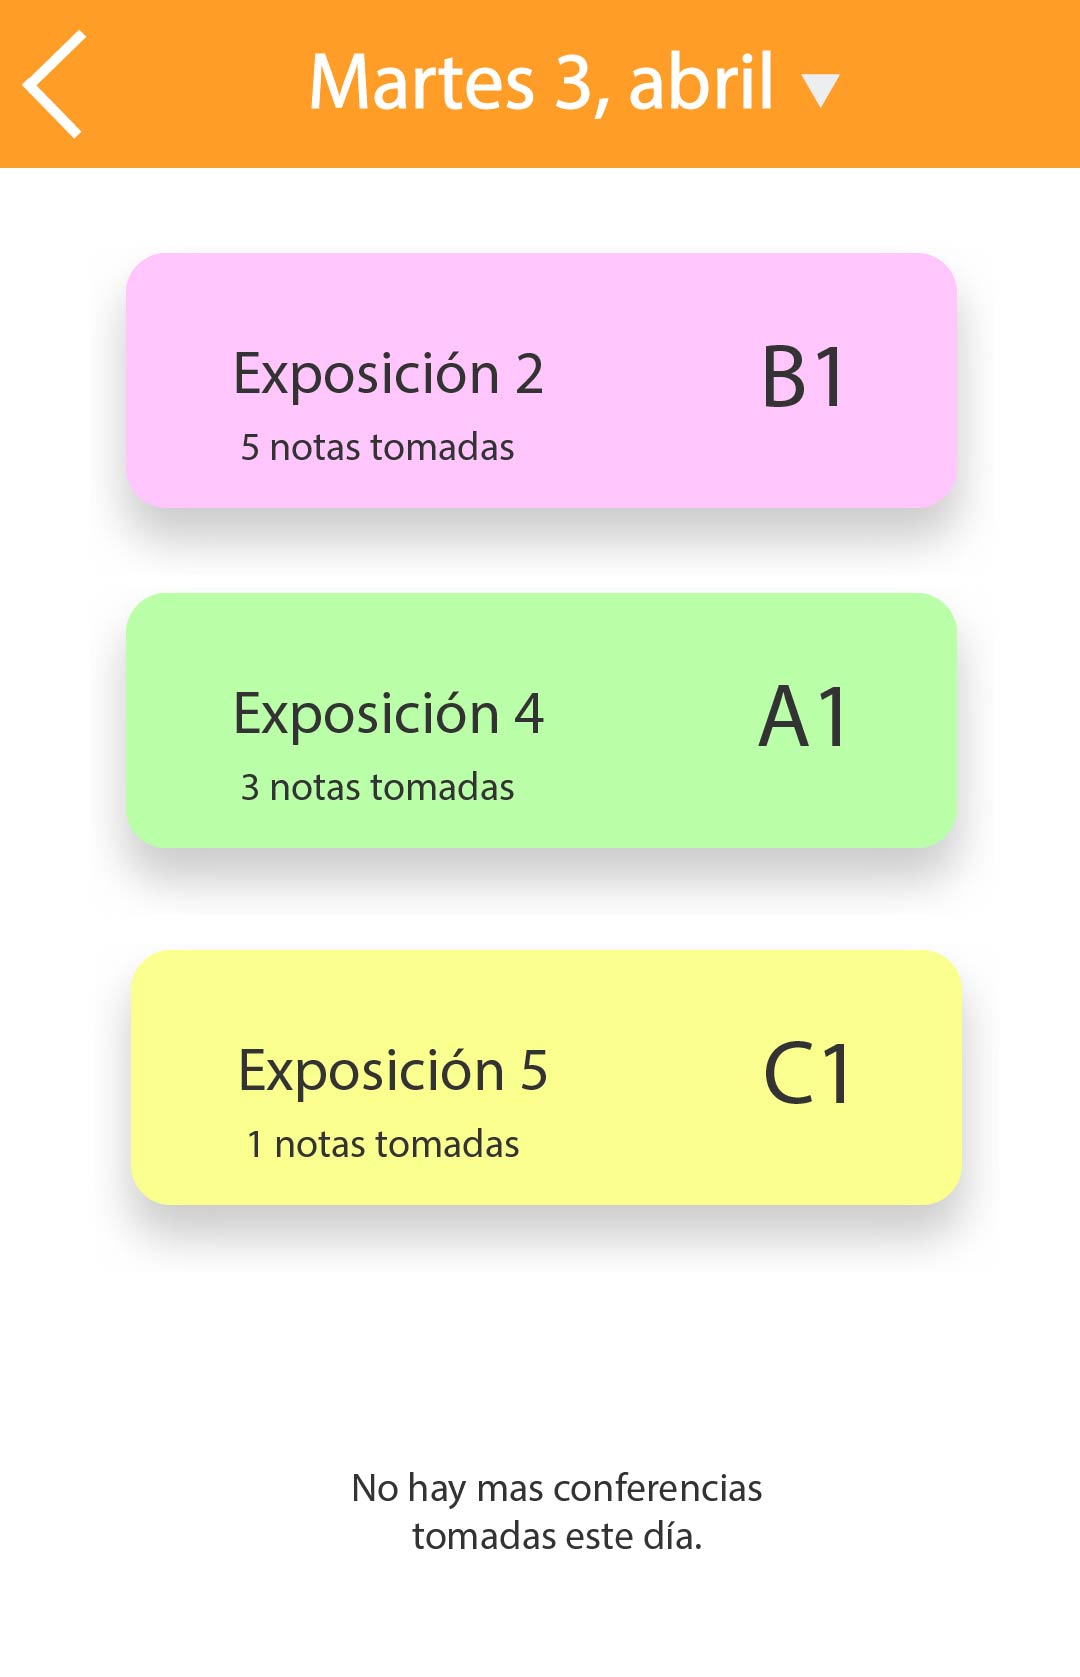 Martes 3, abril
Exposición 2
B1
5 notas tomadas
Exposición 4
A1
3 notas tomadas
Exposición 5
C1
1 notas tomadas
No hay mas conferencias
tomadas este día.